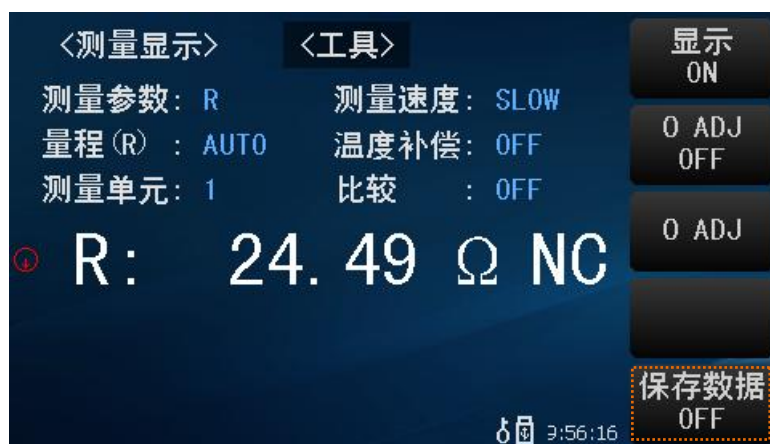 <测量显示> <工具>
测量参数: R 测量速度: SLOW
量程(R) : AUTO 温度补偿: OFF
测量单元: 1 比较 : OFF
R: 24.49 Ω NC
显示
ON
O ADJ
OFF
O ADJ
保存数据
OFF
9:56:16